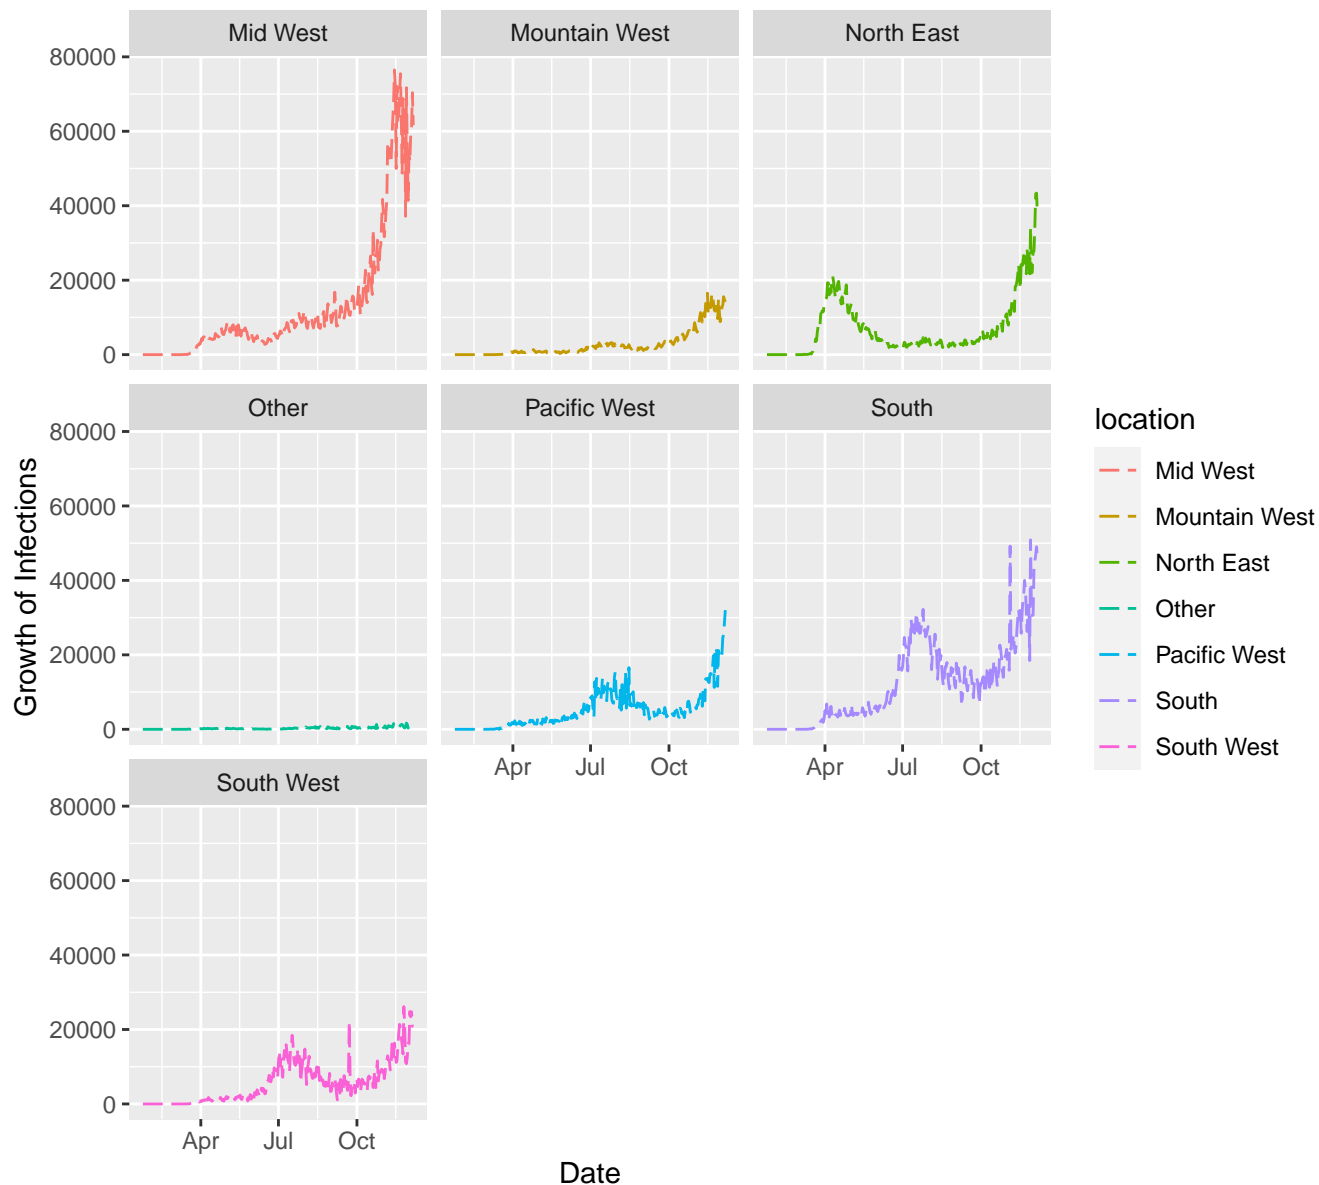 Mid West
Mountain West
North East
80000
60000
40000
20000
0
Other
Pacific West
South
80000
60000
40000
20000
0
Apr
Jul
Oct
Apr
Jul
Oct
South West
80000
60000
40000
20000
0
Apr
Jul
Oct
Growth of Infections
Date
location
Mid West
Mountain West
North East
Other
Pacific West
South
South West